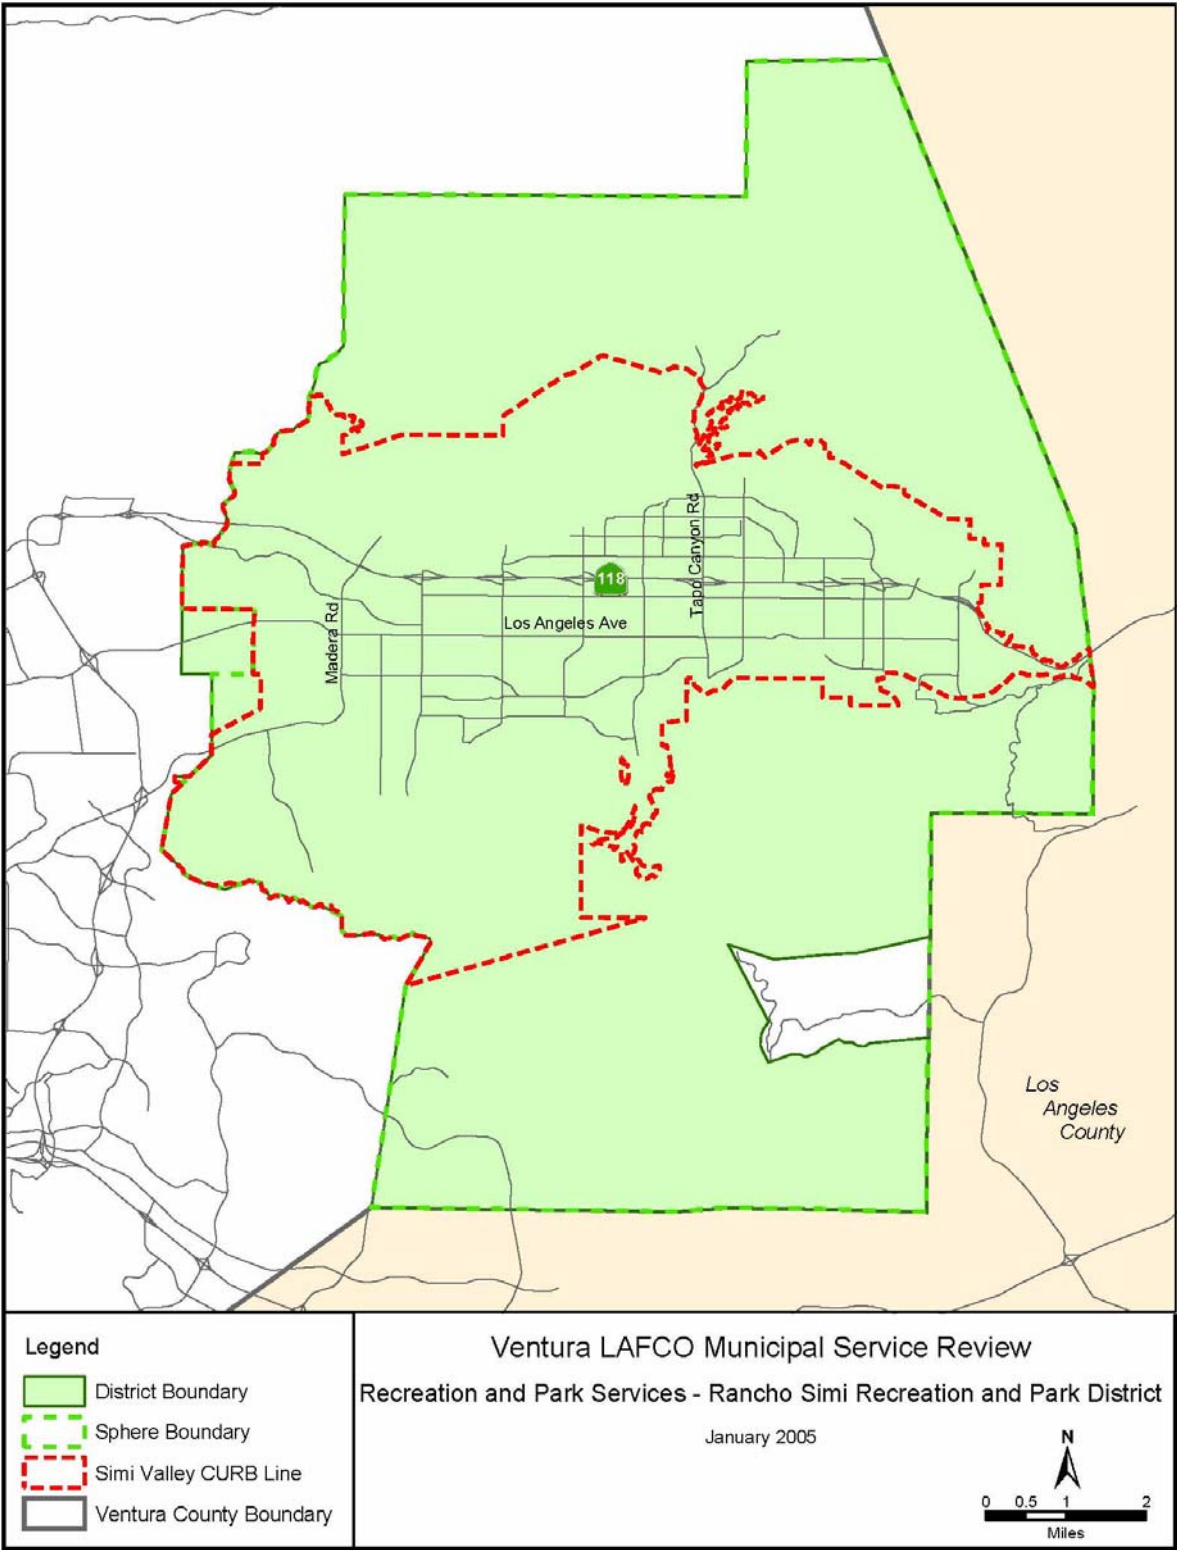 118
Tapo Canyon Rd
Los Angeles Ave
Madera Rd
Los
Angeles
County
Legend
District Boundary
Sphere Boundary
Simi Valley CURB Line
Ventura County Boundary
Ventura LAFCO Municipal Service Review
Recreation and Park Services - Rancho Simi Recreation and Park District
January 2005
N
0 0.5 1 2
Miles